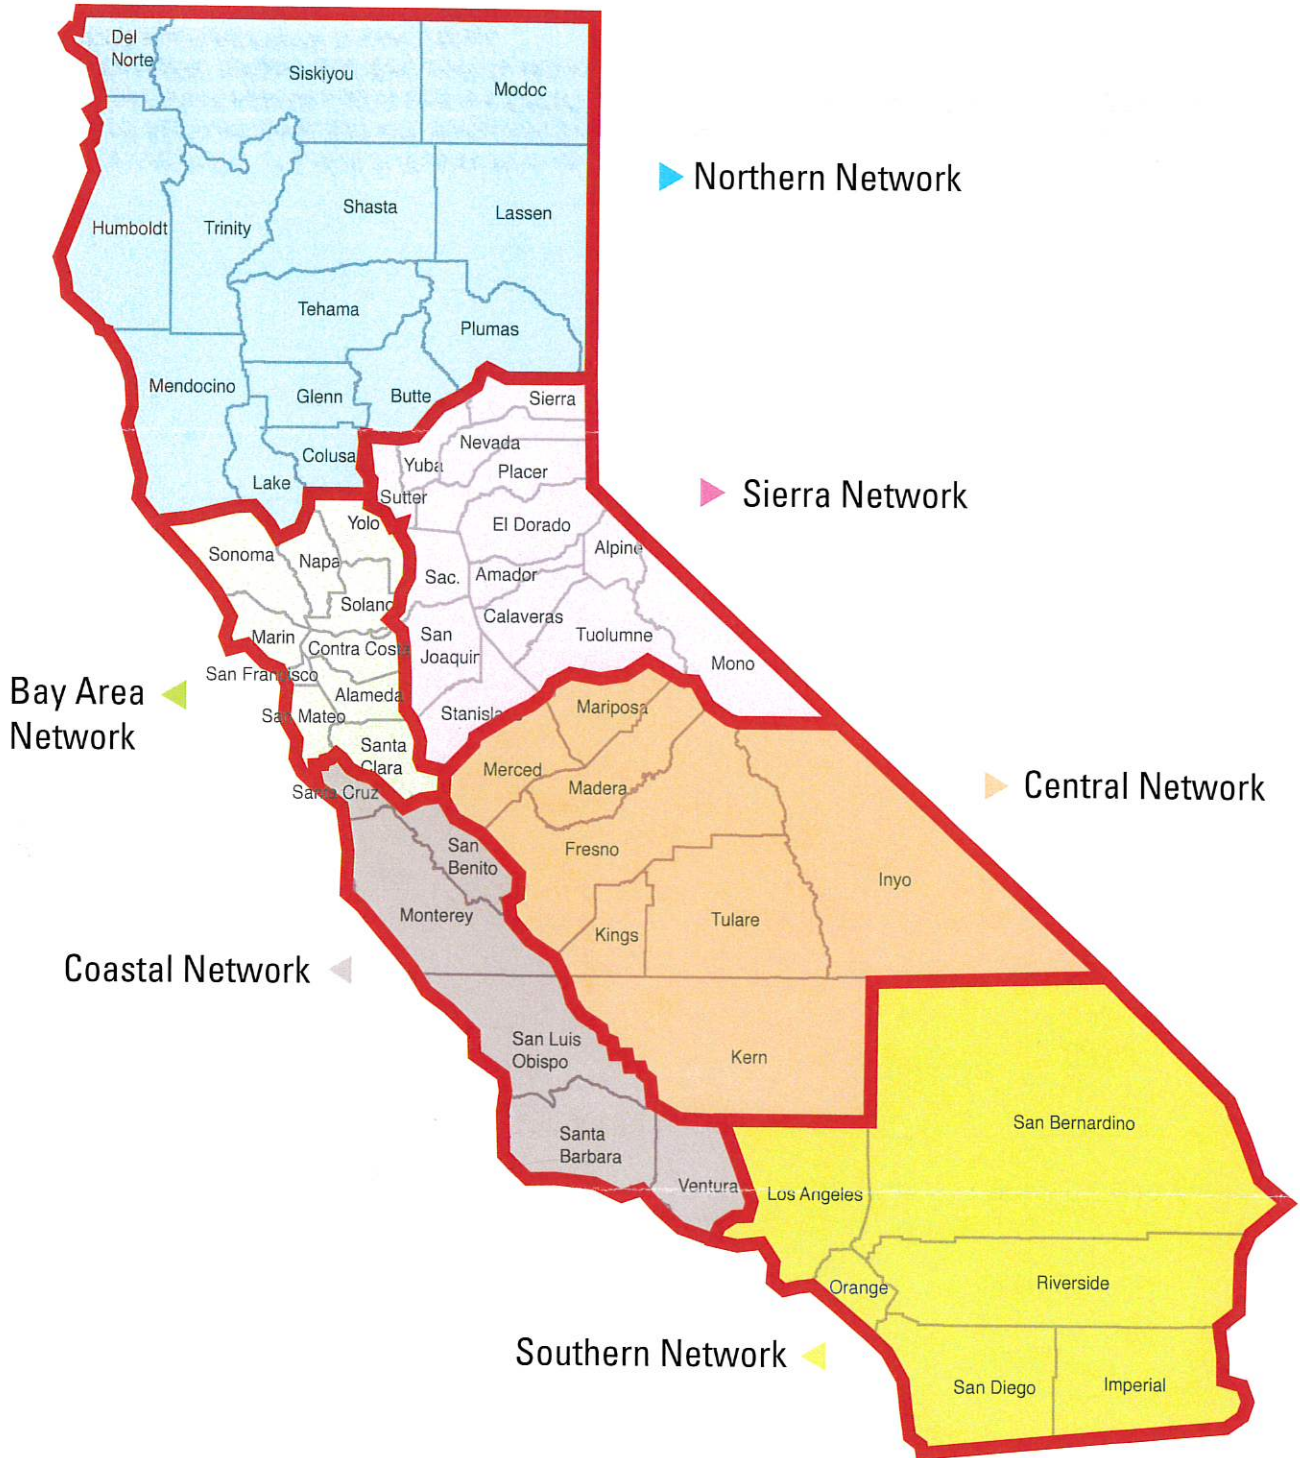 Del
Norte
Siskiyou
Modoc
Northern Network
Humboldt
Trinity
Shasta
Lassen
Tehama
Plumas
Mendocino
Glenn
Butte
Sierra
Colusa
Nevada
Yuba
Placer
Lake
Sutter
Sierra Network
Yolo
El Dorado
Sonoma
Napa
Alpine
Sac.
Amador
Solano
Calaveras
Marin
San
Joaquin
Tuolumne
Contra Costa
Mono
San Francisco
Bay Area
Network
Alameda
San Mateo
Stanislaus
Mariposa
Santa
Clara
Merced
Madera
Central Network
Santa Cruz
San
Benito
Fresno
Inyo
Monterey
Kings
Tulare
Coastal Network
San Luis
Obispo
Kern
Santa
Barbara
San Bernardino
Ventura
Los Angeles
Orange
Riverside
Southern Network
San Diego
Imperial